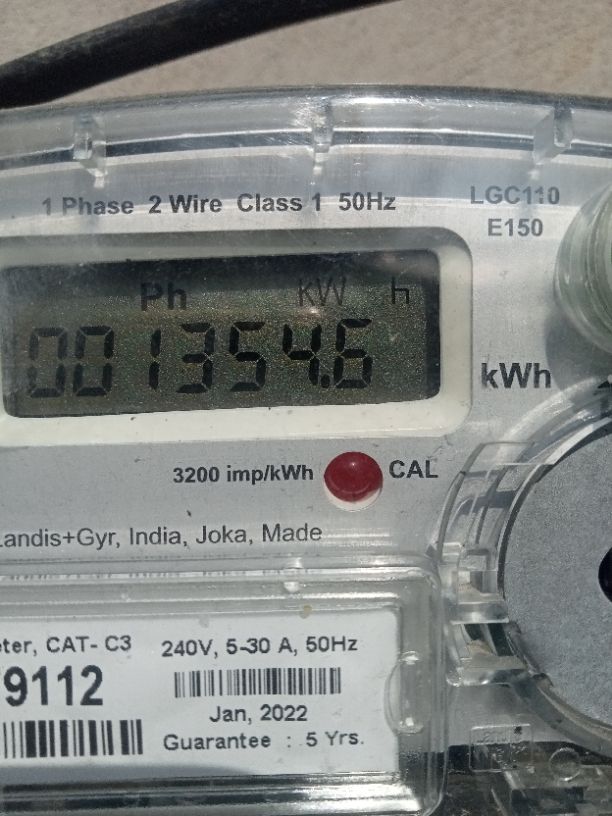 1 Phase 2 Wire Class 1 50Hz
LGC110
E150
Ph KW h
001354.6
kWh
3200 imp/kWh CAL
Landis+Gyr, India, Joka, Made
eter, CAT- C3
9112
240V, 5-30 A, 50Hz
Jan, 2022
Guarantee : 5 Yrs.